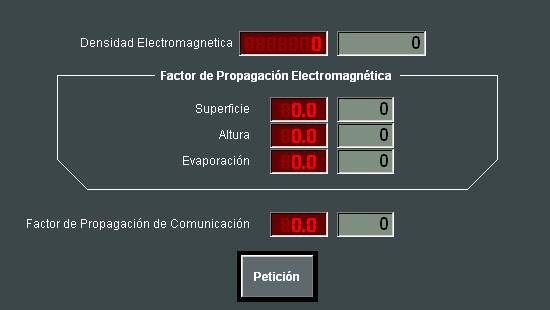 Densidad Electromagnetica 0 0
Factor de Propagación Electromagnética
Superficie 0.0 0
Altura 0.0 0
Evaporación 0.0 0
Factor de Propagación de Comunicación 0.0 0
Petición